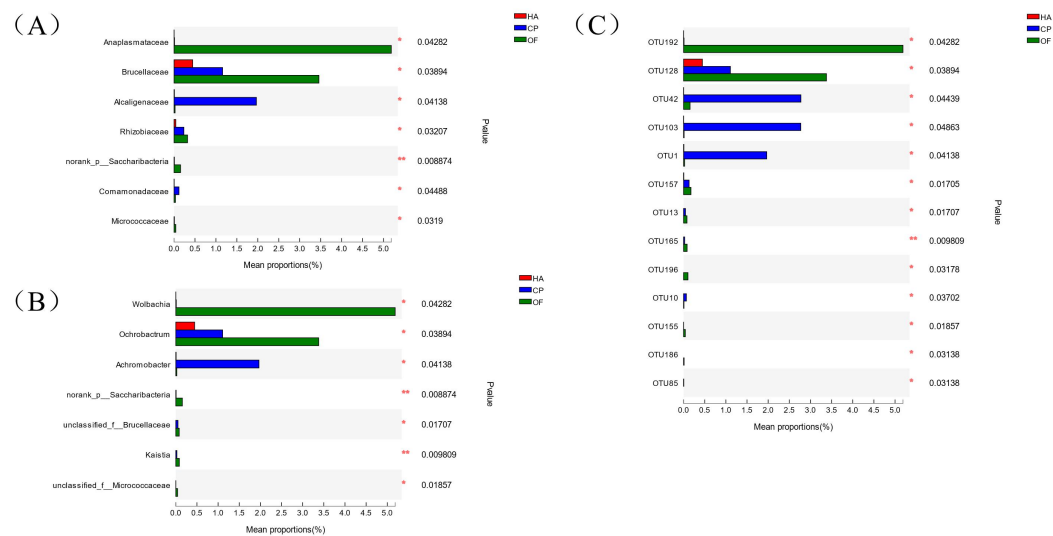 （A）
HA
CP
OF
Anaplasmataceae * 0.04282
Brucellaceae * 0.03894
Alcaligenaceae * 0.04138
Rhizobiaceae * 0.03207
norank_p__Saccharibacteria ** 0.008874
Comamonadaceae * 0.04488
Micrococcaceae * 0.0319
Pvalue
0.0 0.5 1.0 1.5 2.0 2.5 3.0 3.5 4.0 4.5 5.0
Mean proportions(%)
（B）
HA
CP
OF
Wolbachia * 0.04282
Ochrobactrum * 0.03894
Achromobacter * 0.04138
norank_p__Saccharibacteria ** 0.008874
unclassified_f__Brucellaceae * 0.01707
Kaistia ** 0.009809
unclassified_f__Micrococcaceae * 0.01857
Pvalue
0.0 0.5 1.0 1.5 2.0 2.5 3.0 3.5 4.0 4.5 5.0
Mean proportions(%)
（C）
HA
CP
OF
OTU192 * 0.04282
OTU128 * 0.03894
OTU42 * 0.04439
OTU103 * 0.04863
OTU1 * 0.04138
OTU157 * 0.01705
OTU13 * 0.01707
OTU165 ** 0.009809
OTU196 * 0.03178
OTU10 * 0.03702
OTU155 * 0.01857
OTU186 * 0.03138
OTU85 * 0.03138
Pvalue
0.0 0.5 1.0 1.5 2.0 2.5 3.0 3.5 4.0 4.5 5.0
Mean proportions(%)